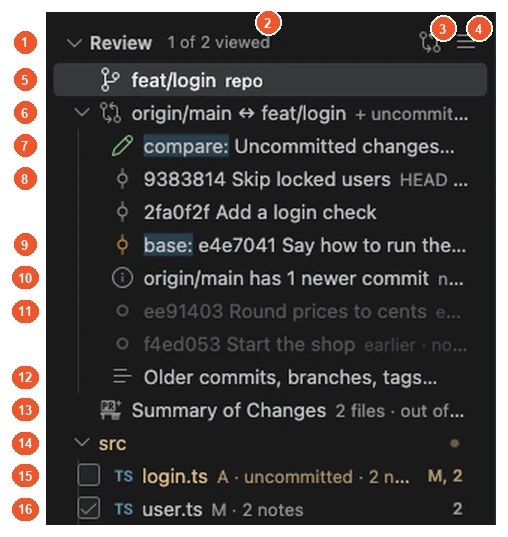 1 Review 1 of 2 viewed 2 3 4
5 feat/login repo
6 origin/main ↔ feat/login + uncommit...
7 compare: Uncommitted changes...
8 9383814 Skip locked users HEAD ...
2fa0f2f Add a login check
9 base: e4e7041 Say how to run the...
10 origin/main has 1 newer commit n...
11 ee91403 Round prices to cents e...
f4ed053 Start the shop earlier · no...
12 Older commits, branches, tags...
13 Summary of Changes 2 files · out of...
14 src
15 TS login.ts A · uncommitted · 2 n... M, 2
16 TS user.ts M · 2 notes 2